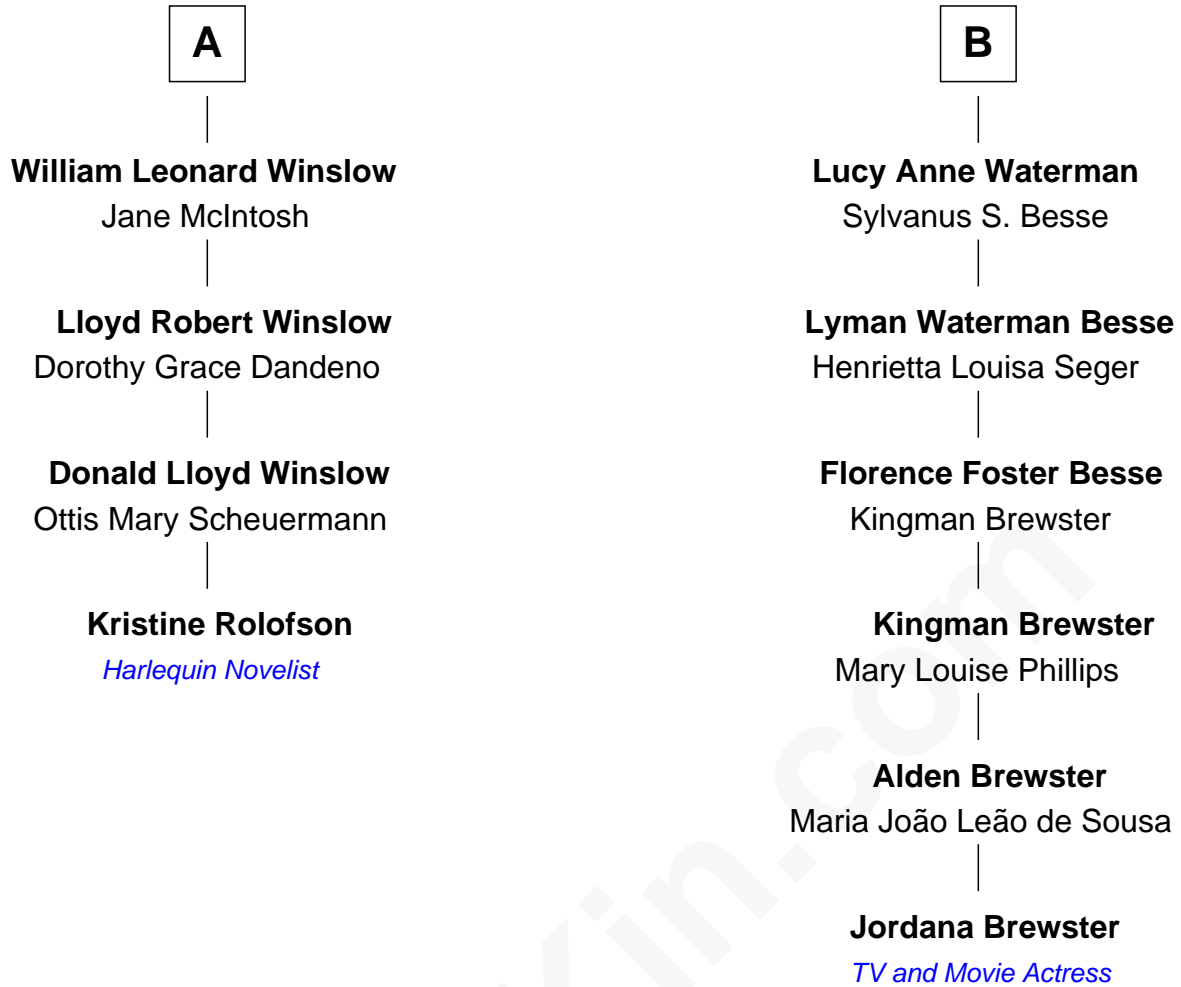 A
William Leonard Winslow
Jane McIntosh
Lloyd Robert Winslow
Dorothy Grace Dandeno
Donald Lloyd Winslow
Ottis Mary Scheuermann
Kristine Rolofson
Harlequin Novelist
B
Lucy Anne Waterman
Sylvanus S. Besse
Lyman Waterman Besse
Henrietta Louisa Seger
Florence Foster Besse
Kingman Brewster
Kingman Brewster
Mary Louise Phillips
Alden Brewster
Maria João Leão de Sousa
Jordana Brewster
TV and Movie Actress
Kin.com